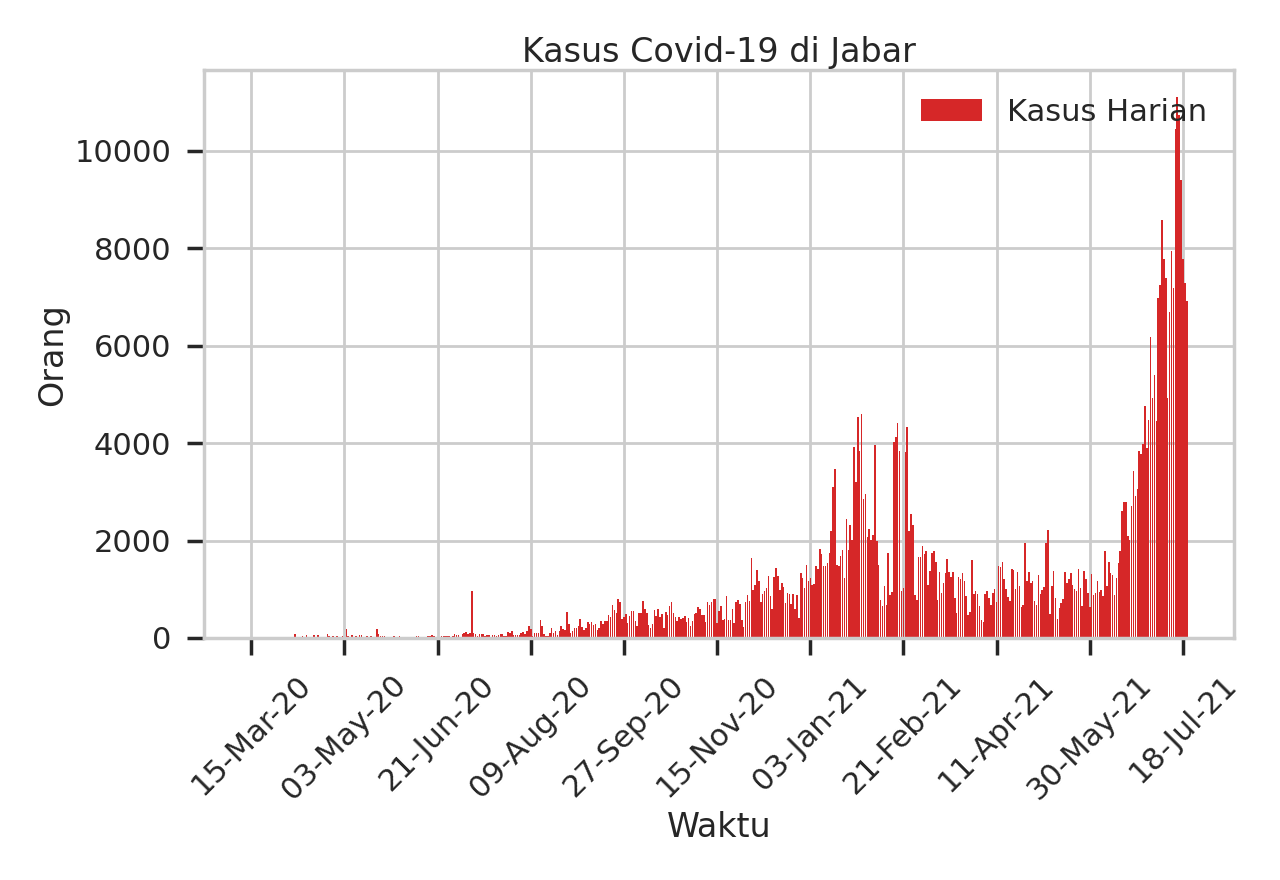 Kasus Covid-19 di Jabar
Kasus Harian
Orang
10000
8000
6000
4000
2000
0
15-Mar-20
03-May-20
21-Jun-20
09-Aug-20
27-Sep-20
15-Nov-20
03-Jan-21
21-Feb-21
11-Apr-21
30-May-21
18-Jul-21
Waktu